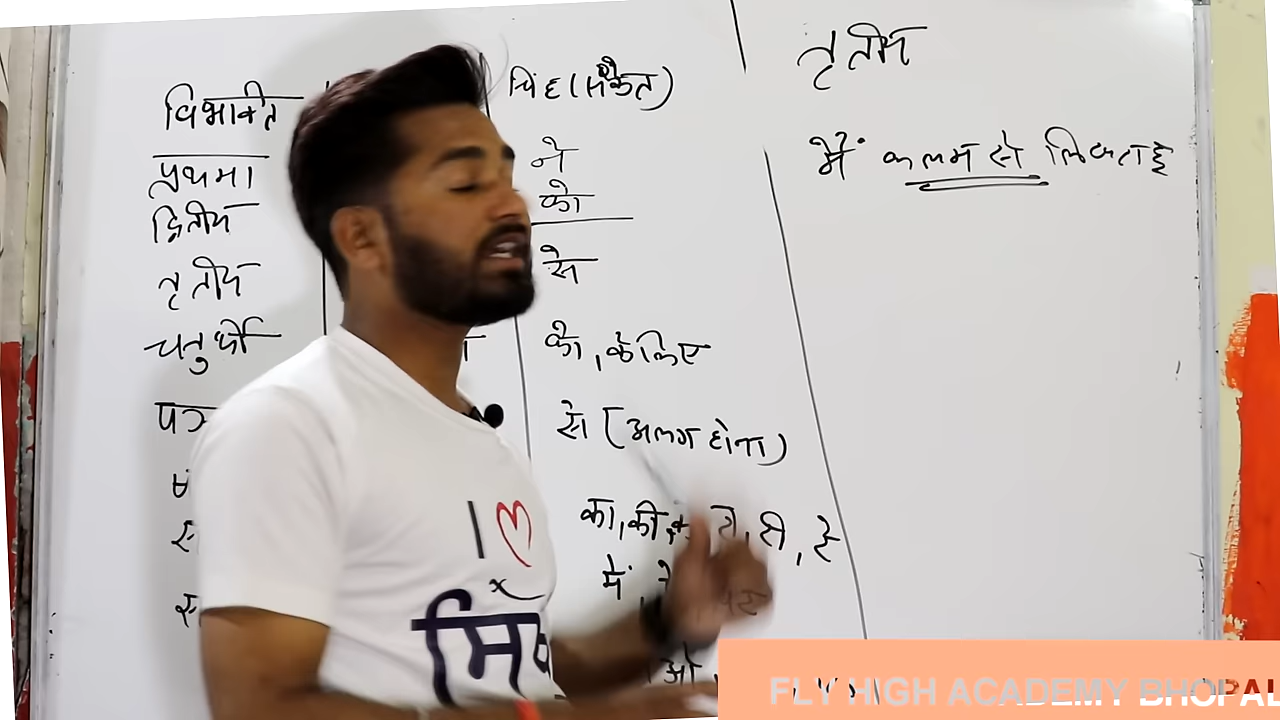 विभक्ति चिह (संकेत)
प्रथमा ने
द्वितीय को
तृतीय से
चतुर्थी को, के लिए
से (अलग होना)
का, की, री, रे
में
तृतीय
मैं कलम से लिखता है
I
FLY HIGH ACADEMY BHOPAL